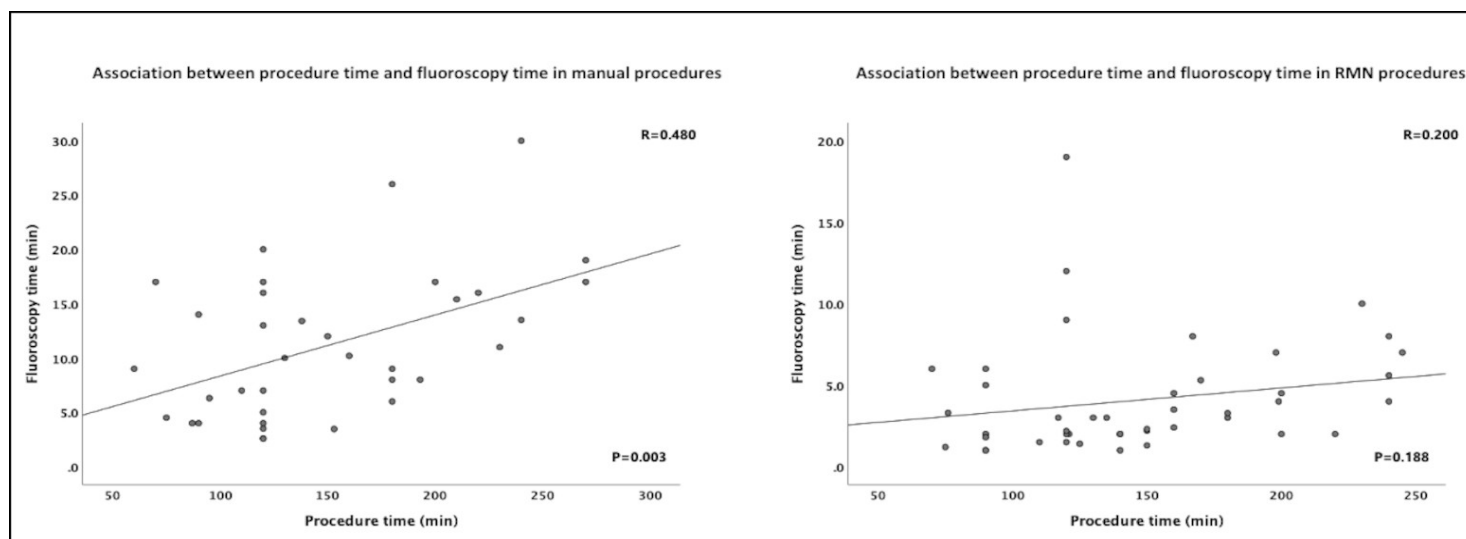 Association between procedure time and fluoroscopy time in manual procedures
R=0.480
30.0
25.0
20.0
15.0
10.0
5.0
.0
Fluoroscopy time (min)
P=0.003
50 100 150 200 250 300
Procedure time (min)
Association between procedure time and fluoroscopy time in RMN procedures
R=0.200
20.0
15.0
10.0
5.0
.0
Fluoroscopy time (min)
P=0.188
50 100 150 200 250
Procedure time (min)